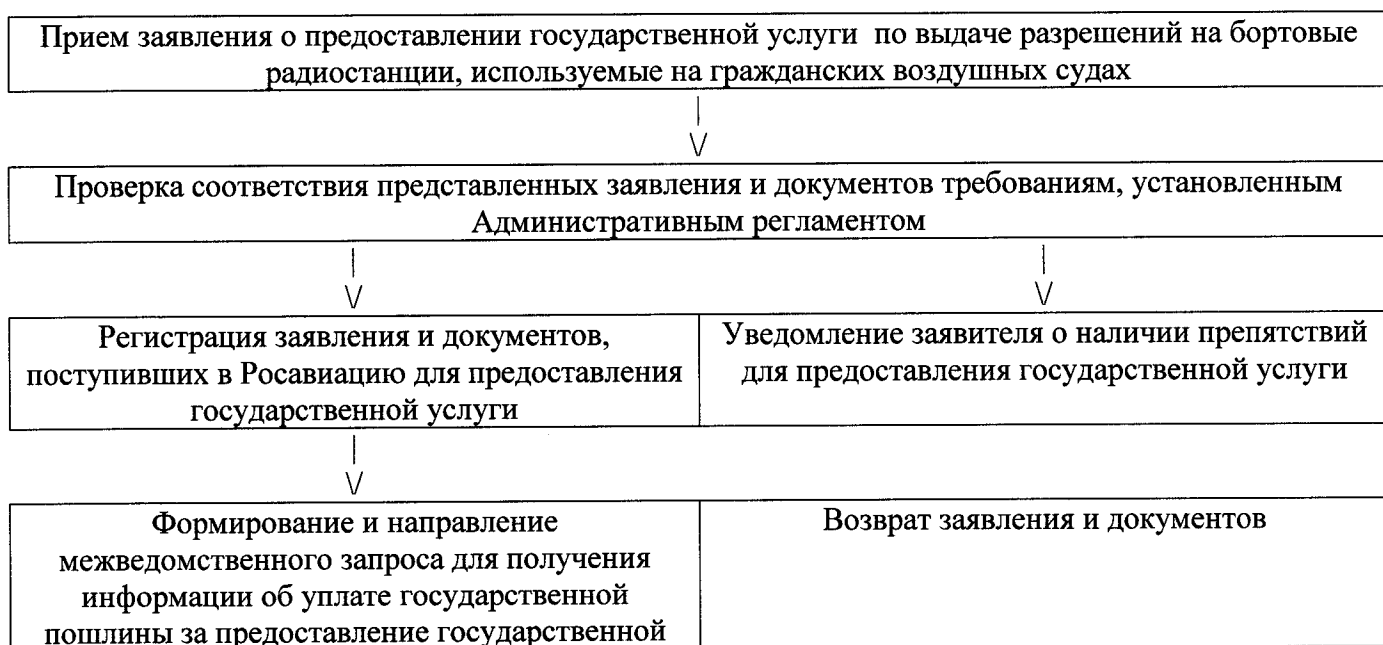 Прием заявления о предоставлении государственной услуги по выдаче разрешений на бортовые
радиостанции, используемые на гражданских воздушных судах
Проверка соответствия представленных заявления и документов требованиям, установленным
Административным регламентом
Регистрация заявления и документов,
поступивших в Росавиацию для предоставления
государственной услуги
Уведомление заявителя о наличии препятствий
для предоставления государственной услуги
Формирование и направление
межведомственного запроса для получения
информации об уплате государственной
пошлины за предоставление государственной
Возврат заявления и документов